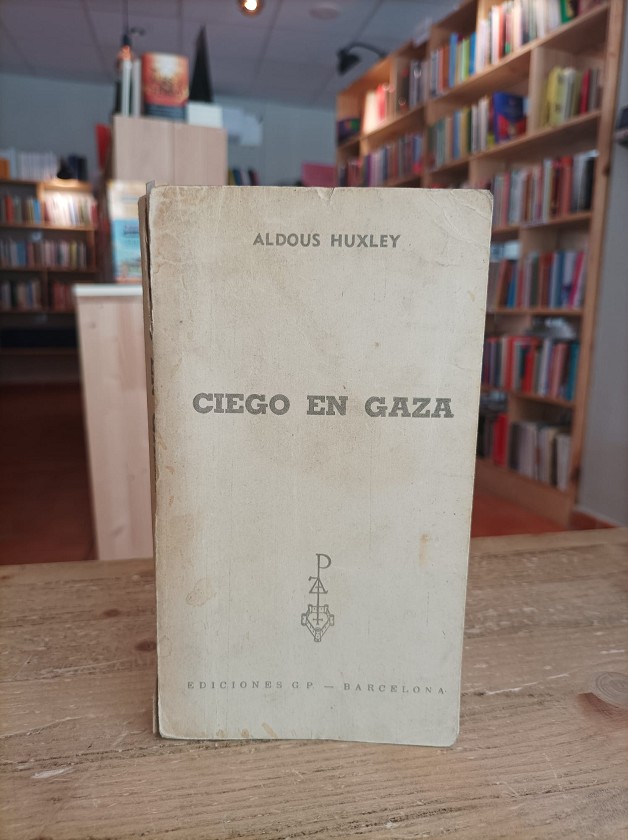 ALDOUS HUXLEY
CIEGO EN GAZA
P
Z
EDICIONES G.P. — BARCELONA